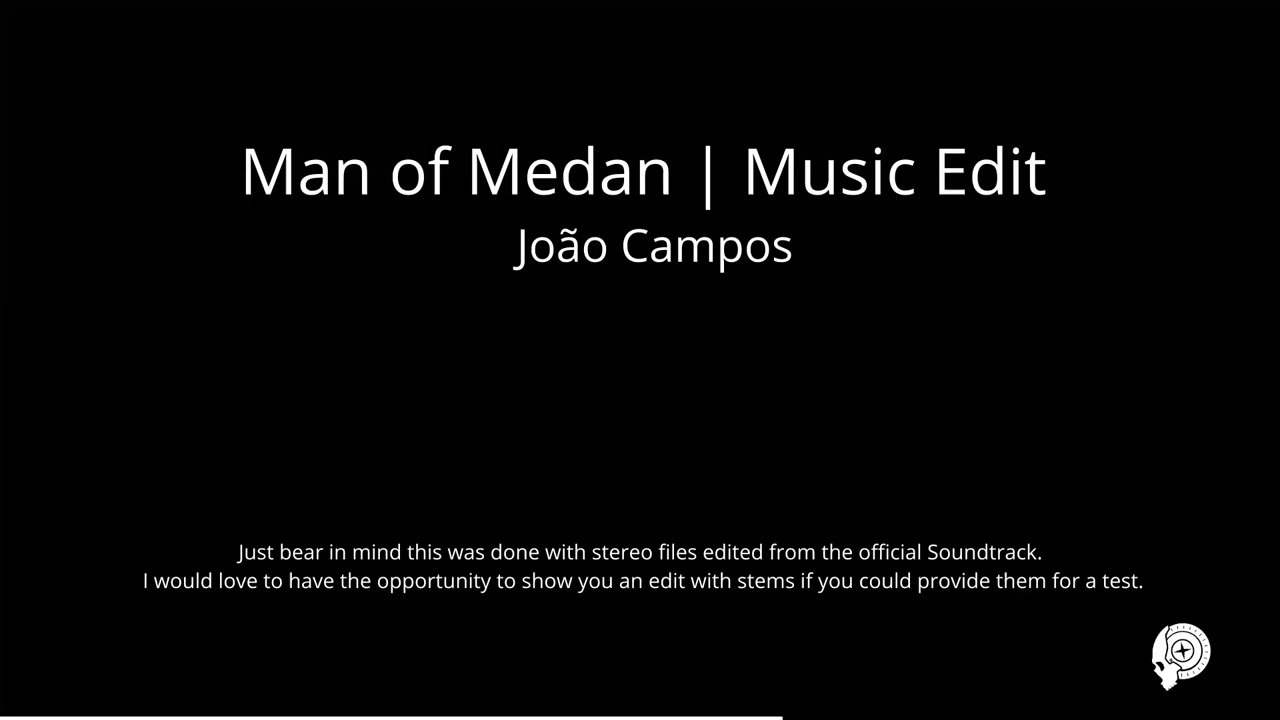 Man of Medan | Music Edit
João Campos
Just bear in mind this was done with stereo files edited from the official Soundtrack.
I would love to have the opportunity to show you an edit with stems if you could provide them for a test.